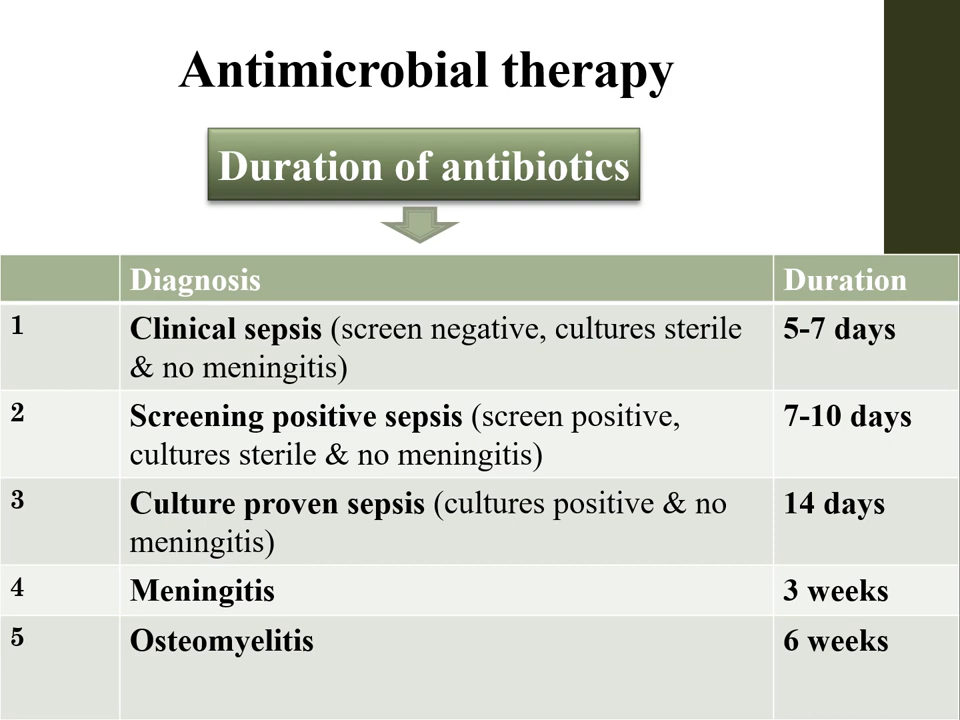 Antimicrobial therapy
Duration of antibiotics
Diagnosis Duration
1 Clinical sepsis (screen negative, cultures sterile 5-7 days
& no meningitis)
2 Screening positive sepsis (screen positive, 7-10 days
cultures sterile & no meningitis)
3 Culture proven sepsis (cultures positive & no 14 days
meningitis)
4 Meningitis 3 weeks
5 Osteomyelitis 6 weeks